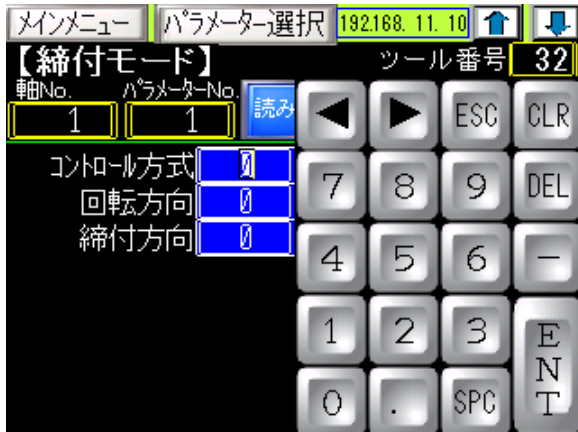 メインメニュー パラメーター選択 192.168. 11. 10
【締付モード】 ツール番号 32
軸No. パラメーターNo.
1 1 読み
ESC CLR
コントロール方式 0
回転方向 0
締付方向 0
7 8 9 DEL
4 5 6 −
1 2 3 ENT
0 . SPC